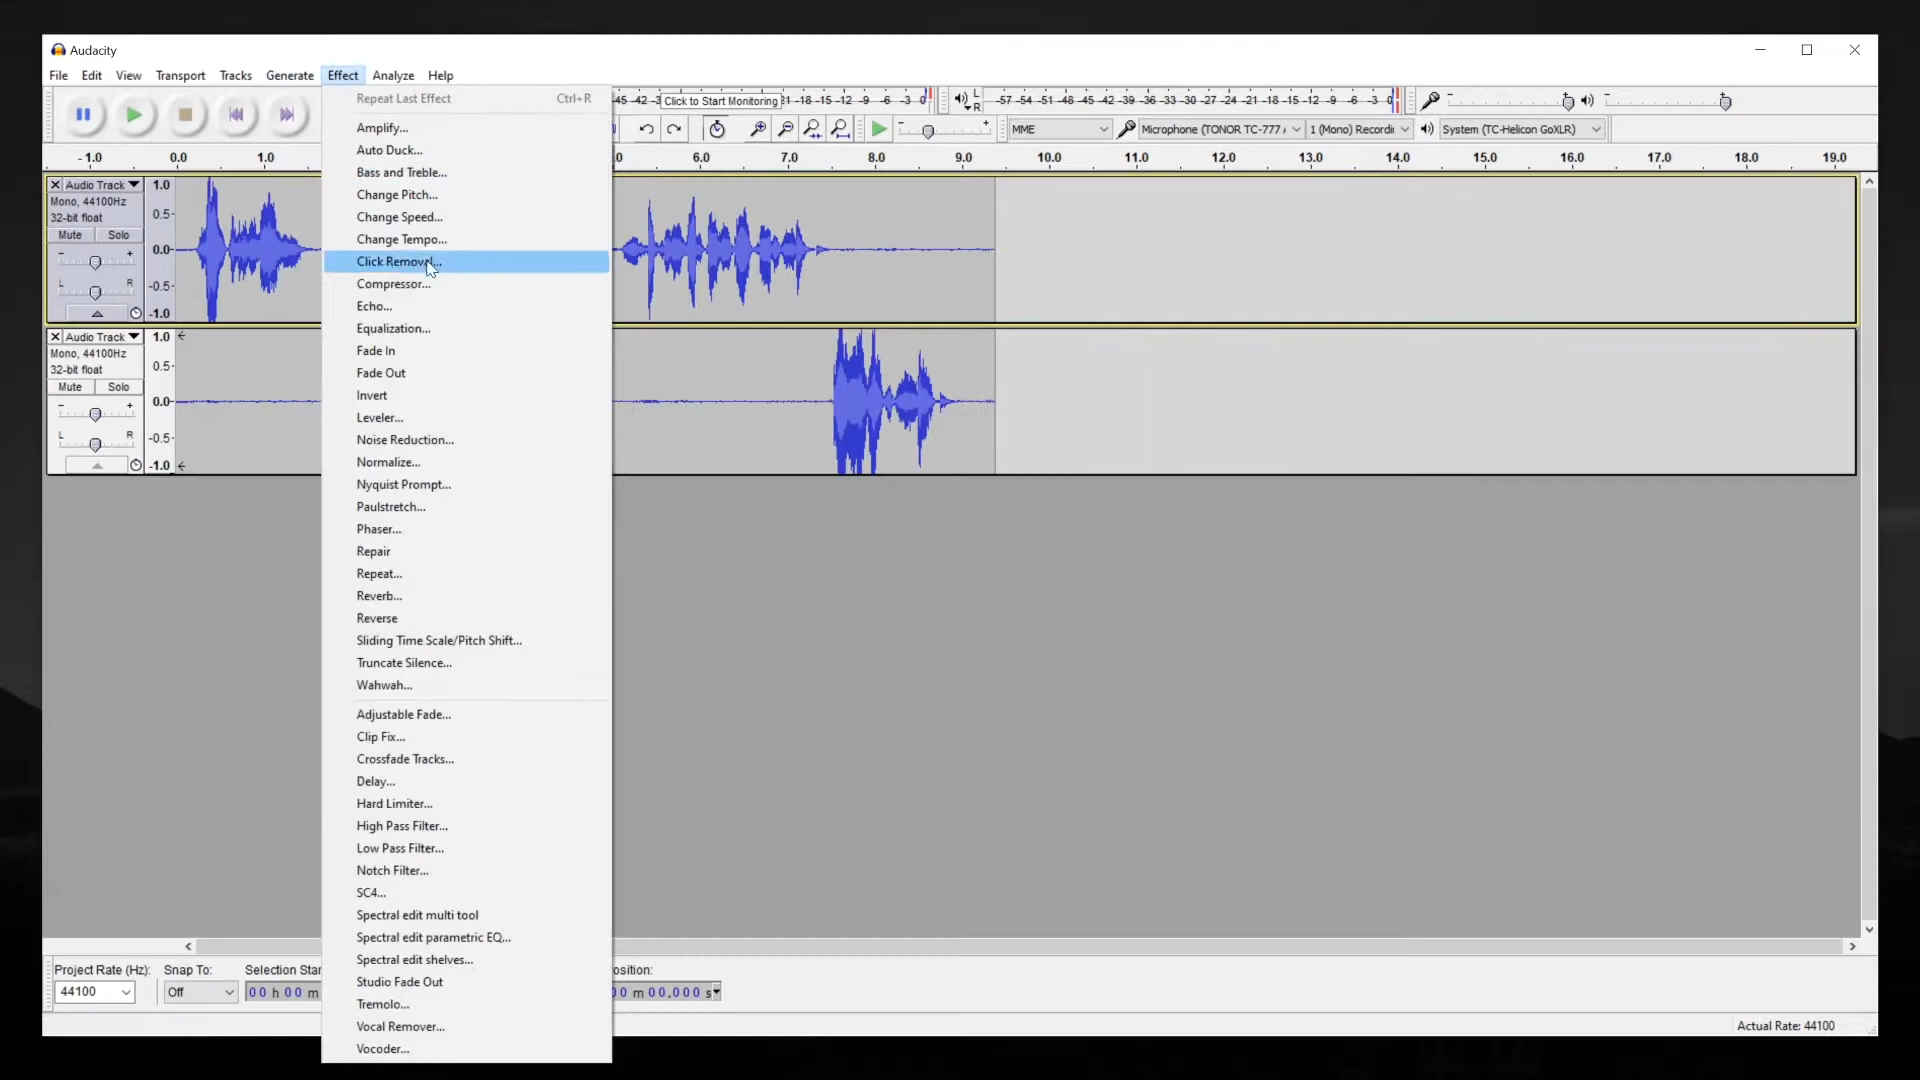 Audacity
File Edit View Transport Tracks Generate Effect Analyze Help
Repeat Last Effect Ctrl+R
Amplify...
Auto Duck...
Bass and Treble...
Change Pitch...
Change Speed...
Change Tempo...
Click Removal...
Compressor...
Echo...
Equalization...
Fade In
Fade Out
Invert
Leveler...
Noise Reduction...
Normalize...
Nyquist Prompt...
Paulstretch...
Phaser...
Repair
Repeat...
Reverb...
Reverse
Sliding Time Scale/Pitch Shift...
Truncate Silence...
Wahwah...
Adjustable Fade...
Clip Fix...
Crossfade Tracks...
Delay...
Hard Limiter...
High Pass Filter...
Low Pass Filter...
Notch Filter...
SC4...
Spectral edit multi tool
Spectral edit parametric EQ...
Spectral edit shelves...
Studio Fade Out
Tremolo...
Vocal Remover...
Vocoder...
-45 -42 -3 Click to Start Monitoring -21 -18 -15 -12 -9 -6 -3 0 L R -57 -54 -51 -48 -45 -42 -39 -36 -33 -30 -27 -24 -21 -18 -15 -12 -9 -6 -3 0
MME Microphone (TONOR TC-777 1 (Mono) Recordi System (TC-Helicon GoXLR)
-1.0 0.0 1.0 6.0 7.0 8.0 9.0 10.0 11.0 12.0 13.0 14.0 15.0 16.0 17.0 18.0 19.0
Audio Track 1.0
Mono, 44100Hz
32-bit float 0.5
Mute Solo 0.0
- +
L R -0.5
-1.0
Audio Track 1.0
Mono, 44100Hz
32-bit float 0.5
Mute Solo 0.0
- +
L R -0.5
-1.0
Project Rate (Hz): Snap To: Selection Star osition:
44100 Off 00 h 00 m 00 m 00.000 s
Actual Rate: 44100